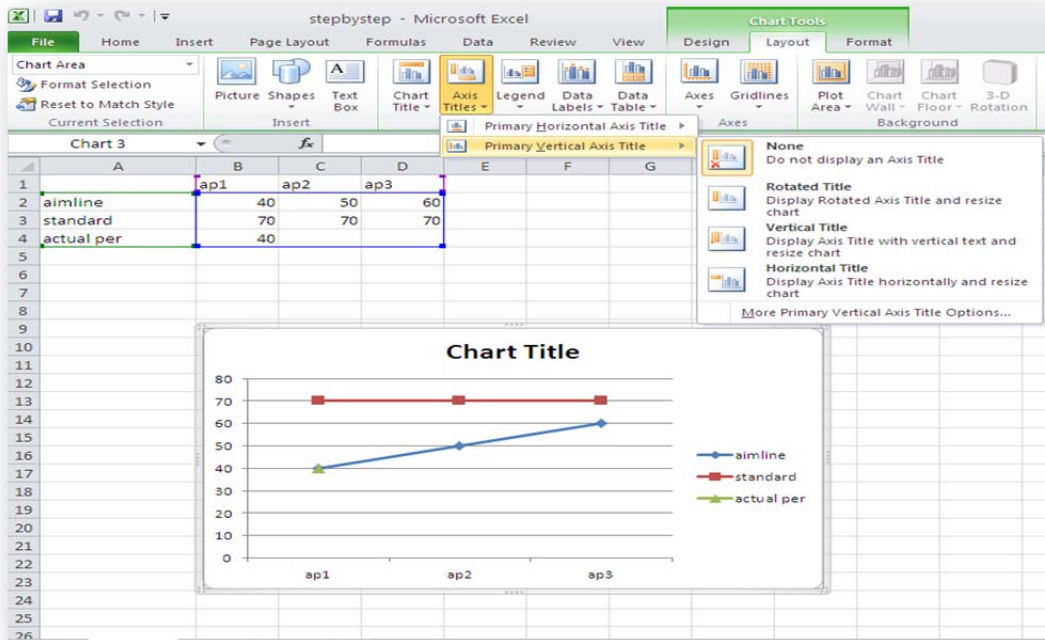 stepbystep - Microsoft Excel
Chart Tools
File Home Insert Page Layout Formulas Data Review View Design Layout Format
Chart Area
Format Selection
Reset to Match Style
Current Selection
Picture Shapes Text Box
Insert
Chart Title Axis Titles Legend Data Labels Data Table
Axes Gridlines
Axes
Plot Area Chart Wall Chart Floor 3-D Rotation
Background
Primary Horizontal Axis Title
Primary Vertical Axis Title
None
Do not display an Axis Title
Rotated Title
Display Rotated Axis Title and resize
chart
Vertical Title
Display Axis Title with vertical text and
resize chart
Horizontal Title
Display Axis Title horizontally and resize
chart
More Primary Vertical Axis Title Options...
Chart 3 fx
A B C D E F G
1 ap1 ap2 ap3
2 aimline 40 50 60
3 standard 70 70 70
4 actual per 40
5
6
7
8
9
10
11
12
13
14
15
16
17
18
19
20
21
22
23
24
25
26
Chart Title
80
70
60
50
40
30
20
10
0
ap1 ap2 ap3
aimline
standard
actual per